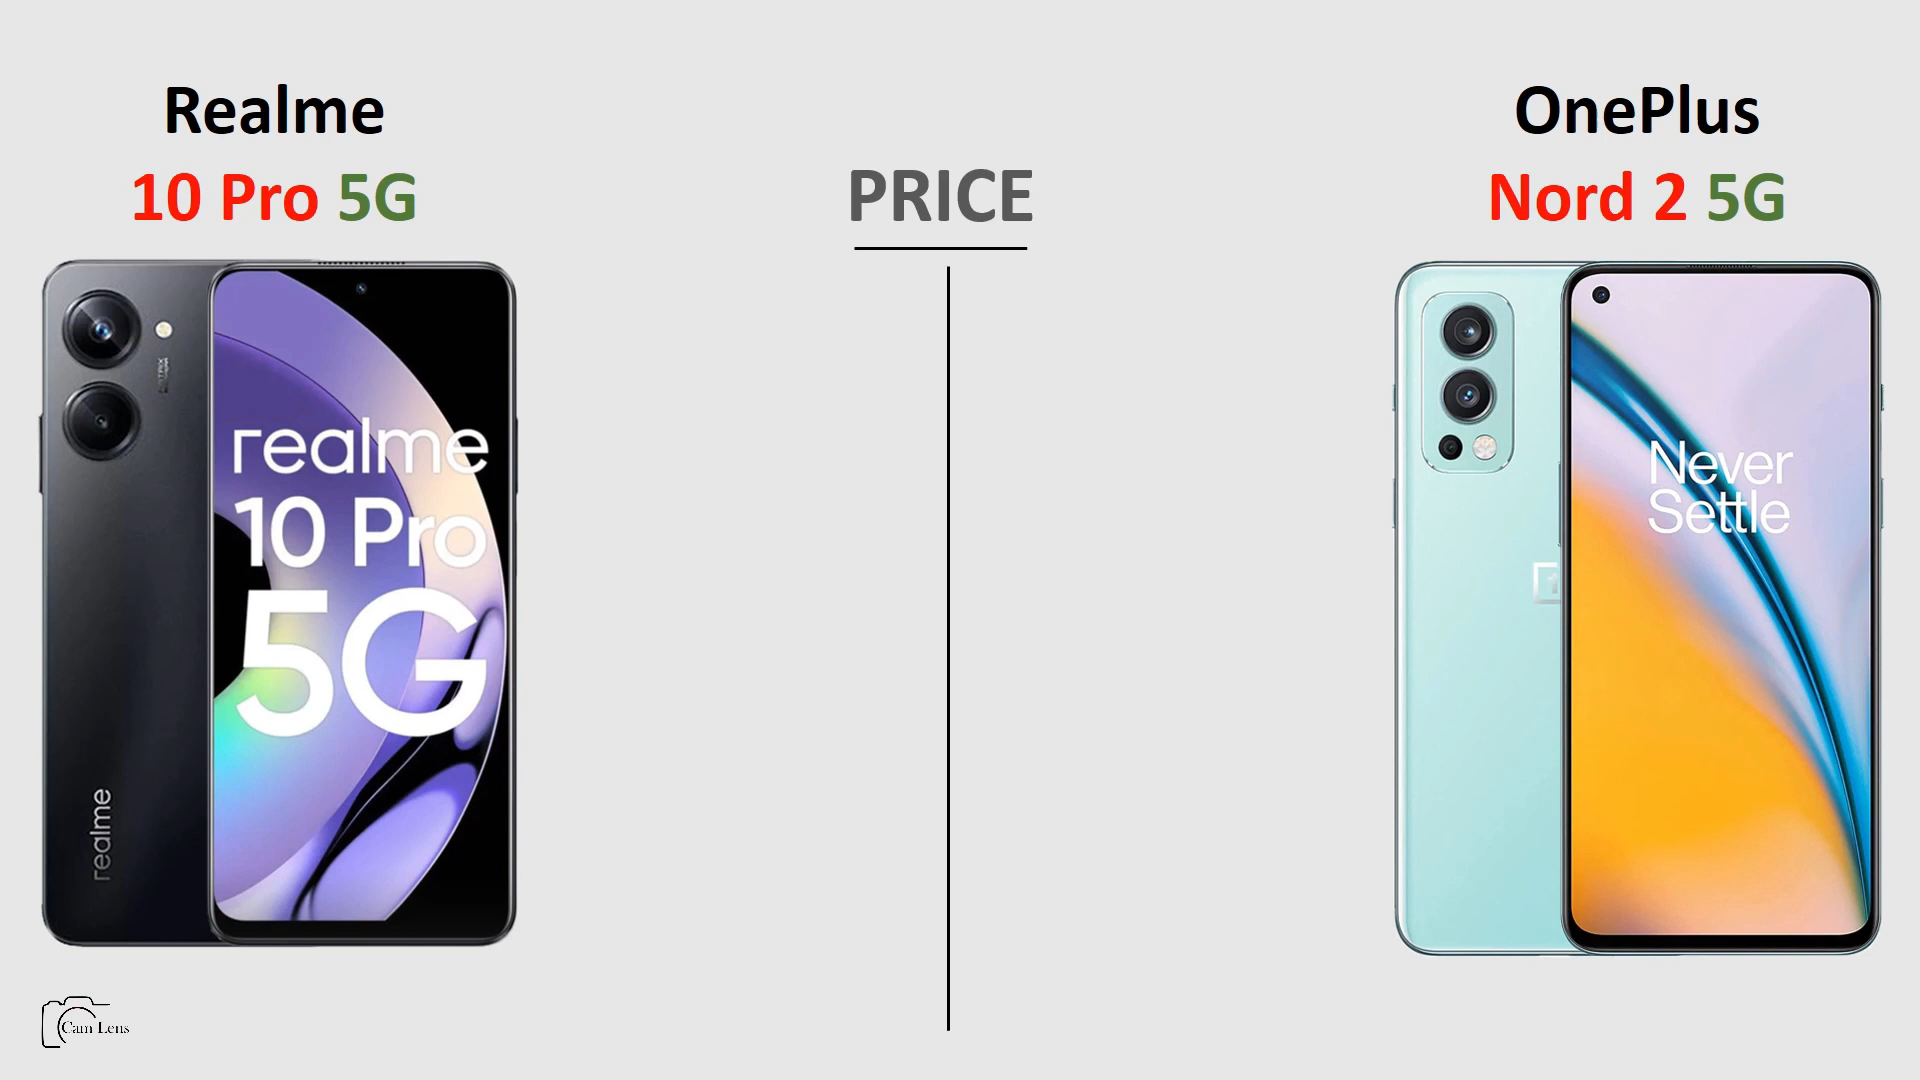 Realme
10 Pro 5G
PRICE
OnePlus
Nord 2 5G
realme
10 Pro
5G
realme
Never
Settle
Cam Lens